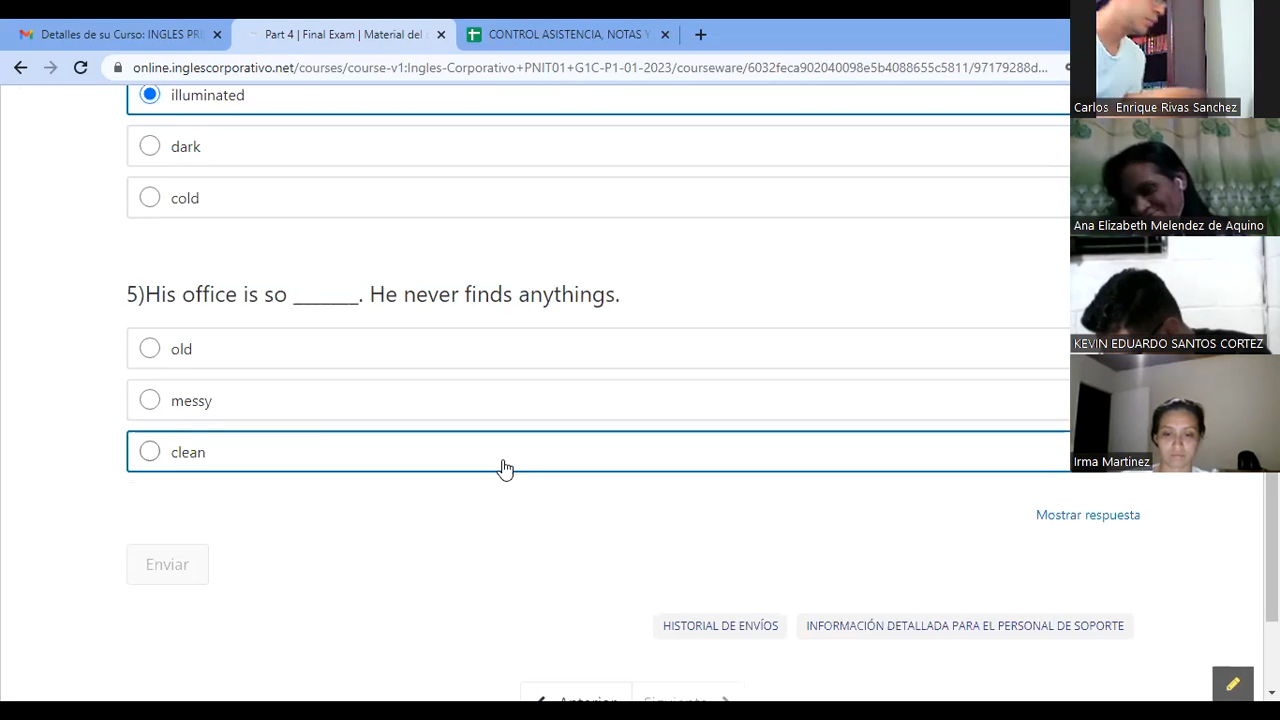 Detalles de su Curso: INGLES PR
Part 4 | Final Exam | Material del
CONTROL ASISTENCIA, NOTAS Y
online.inglescorporativo.net/courses/course-v1:Ingles-Corporativo+PNIT01+G1C-P1-01-2023/courseware/6032feca902040098e5b4088655c5811/97179288d...
illuminated
dark
cold
5)His office is so _______. He never finds anythings.
old
messy
clean
Mostrar respuesta
Enviar
HISTORIAL DE ENVÍOS
INFORMACIÓN DETALLADA PARA EL PERSONAL DE SOPORTE
Anterior
Siguiente
Carlos Enrique Rivas Sanchez
Ana Elizabeth Melendez de Aquino
KEVIN EDUARDO SANTOS CORTEZ
Irma Martinez